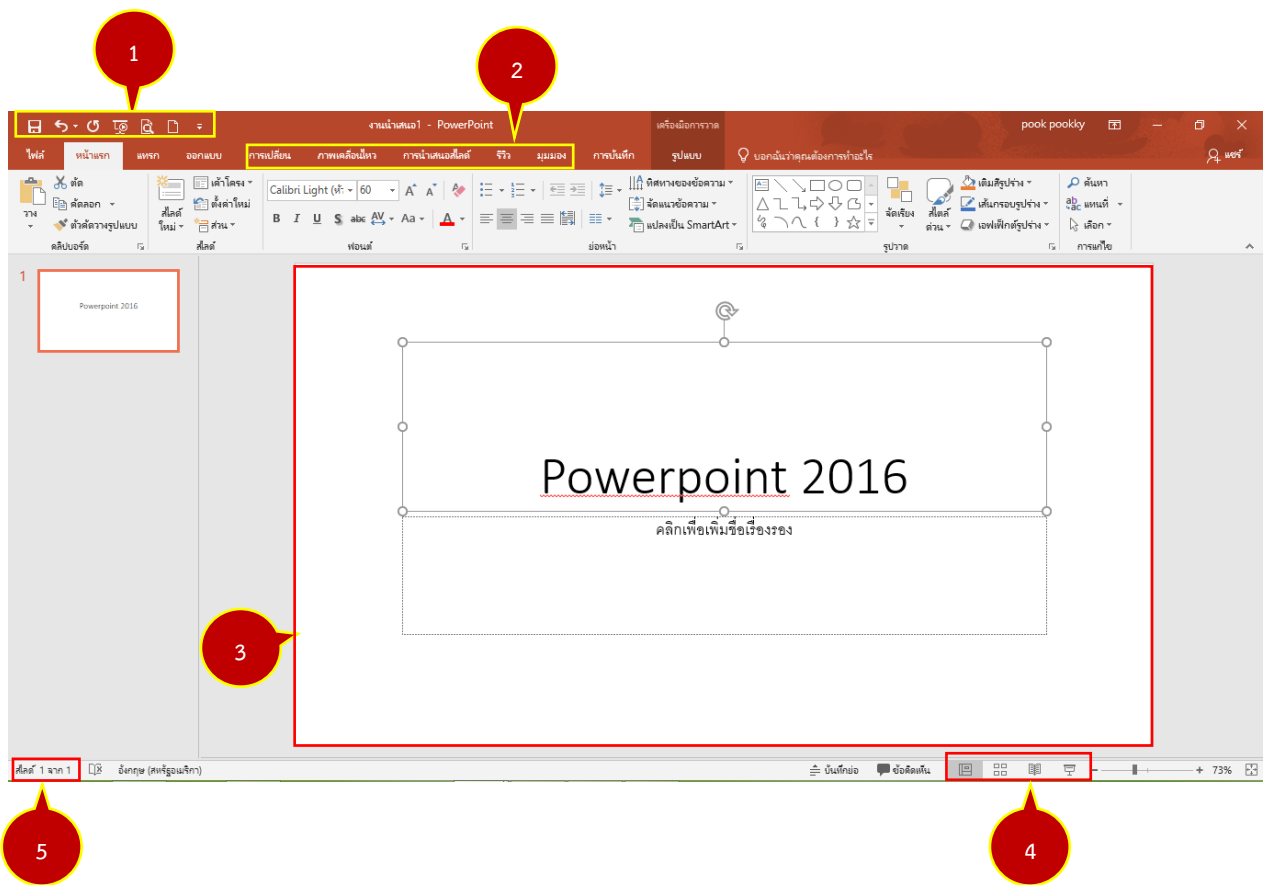 1
2
งานนำเสนอ1 - PowerPoint
เครื่องมือการวาด
pook pookky
ไฟล์ หน้าแรก แทรก ออกแบบ การเปลี่ยน ภาพเคลื่อนไหว การนำเสนอสไลด์ รีวิว มุมมอง การบันทึก รูปแบบ บอกฉันว่าคุณต้องการทำอะไร แชร์
วาง
ตัด
คัดลอก
ตัวคัดวางรูปแบบ
คลิปบอร์ด
สไลด์
ใหม่
เค้าโครง
ตั้งค่าใหม่
ส่วน
สไลด์
Calibri Light (หั 60
B I U S abc AV Aa A
ฟอนต์
ทิศทางของข้อความ
จัดแนวข้อความ
แปลงเป็น SmartArt
ย่อหน้า
จัดเรียง
สไตล์
ด่วน
เติมสีรูปร่าง
เส้นกรอบรูปร่าง
เอฟเฟ็กต์รูปร่าง
รูปวาด
ค้นหา
แทนที่
เลือก
การแก้ไข
1
Powerpoint 2016
Powerpoint 2016
คลิกเพื่อเพิ่มชื่อเรื่องรอง
3
สไลด์ 1 จาก 1 อังกฤษ (สหรัฐอเมริกา) บันทึกย่อ ข้อคิดเห็น 73%
5
4